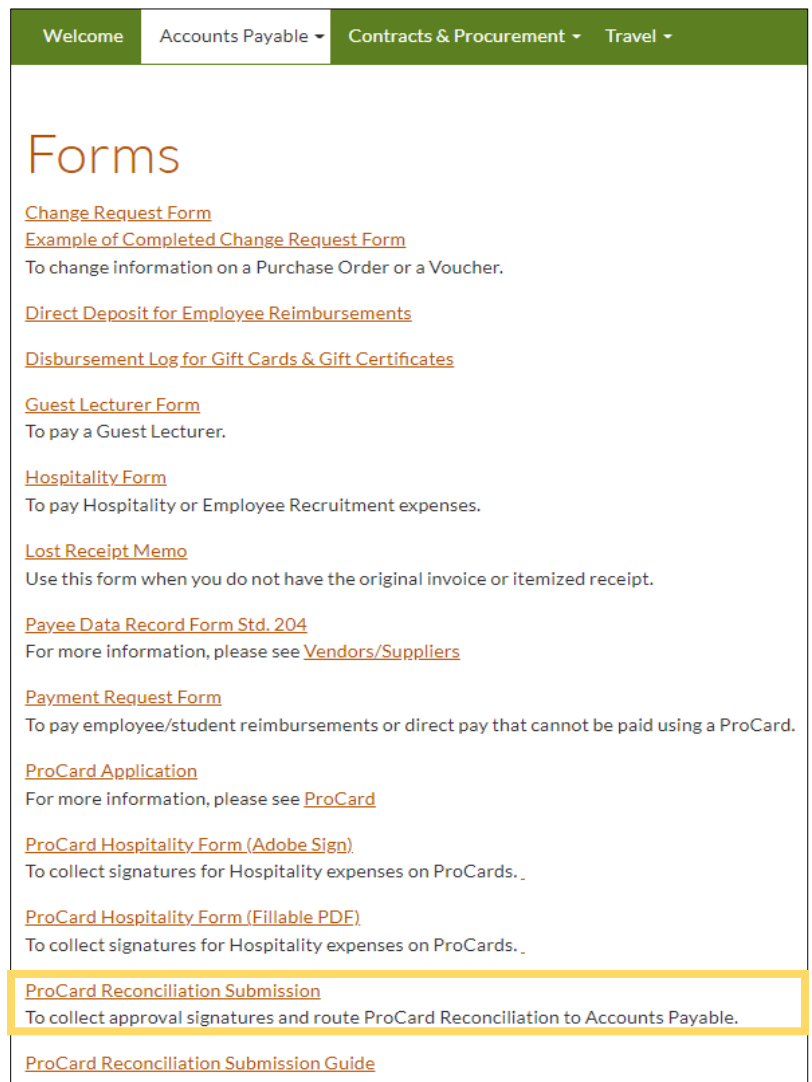 Welcome Accounts Payable Contracts & Procurement Travel
Forms
Change Request Form
Example of Completed Change Request Form
To change information on a Purchase Order or a Voucher.
Direct Deposit for Employee Reimbursements
Disbursement Log for Gift Cards & Gift Certificates
Guest Lecturer Form
To pay a Guest Lecturer.
Hospitality Form
To pay Hospitality or Employee Recruitment expenses.
Lost Receipt Memo
Use this form when you do not have the original invoice or itemized receipt.
Payee Data Record Form Std. 204
For more information, please see Vendors/Suppliers
Payment Request Form
To pay employee/student reimbursements or direct pay that cannot be paid using a ProCard.
ProCard Application
For more information, please see ProCard
ProCard Hospitality Form (Adobe Sign)
To collect signatures for Hospitality expenses on ProCards.
ProCard Hospitality Form (Fillable PDF)
To collect signatures for Hospitality expenses on ProCards.
ProCard Reconciliation Submission
To collect approval signatures and route ProCard Reconciliation to Accounts Payable.
ProCard Reconciliation Submission Guide